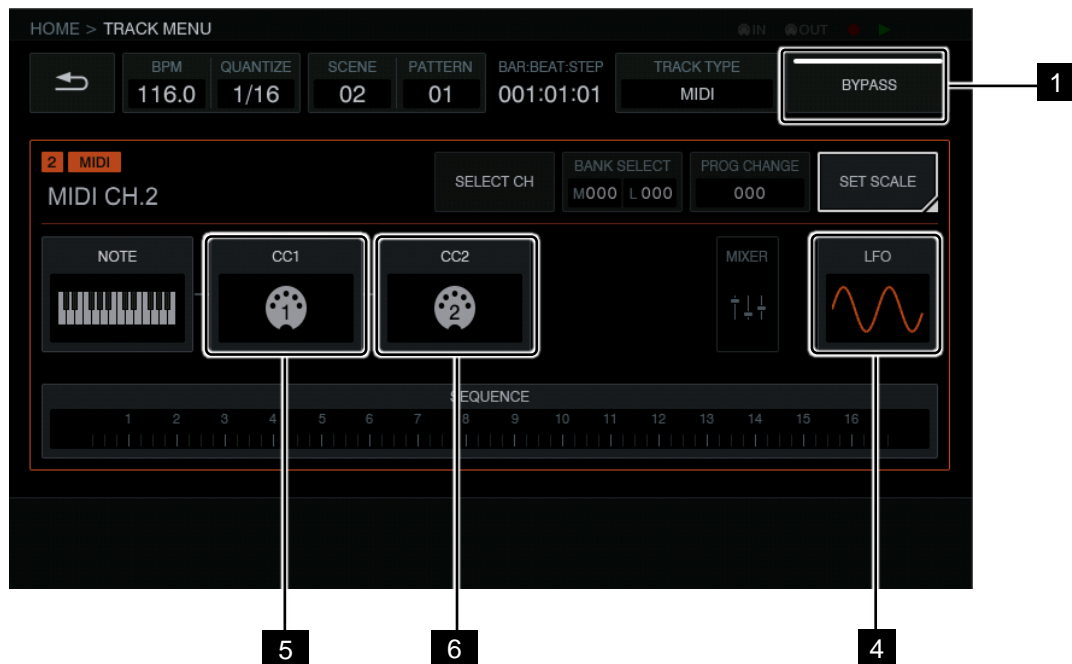 HOME > TRACK MENU
IN OUT
BPM QUANTIZE SCENE PATTERN BAR:BEAT:STEP TRACK TYPE
116.0 1/16 02 01 001:01:01 MIDI BYPASS
1
2 MIDI
MIDI CH.2
SELECT CH
BANK SELECT PROG CHANGE
M000 L 000 000
SET SCALE
NOTE CC1 CC2 MIXER LFO
1 2
SEQUENCE
1 2 3 4 5 6 7 8 9 10 11 12 13 14 15 16
5 6 4